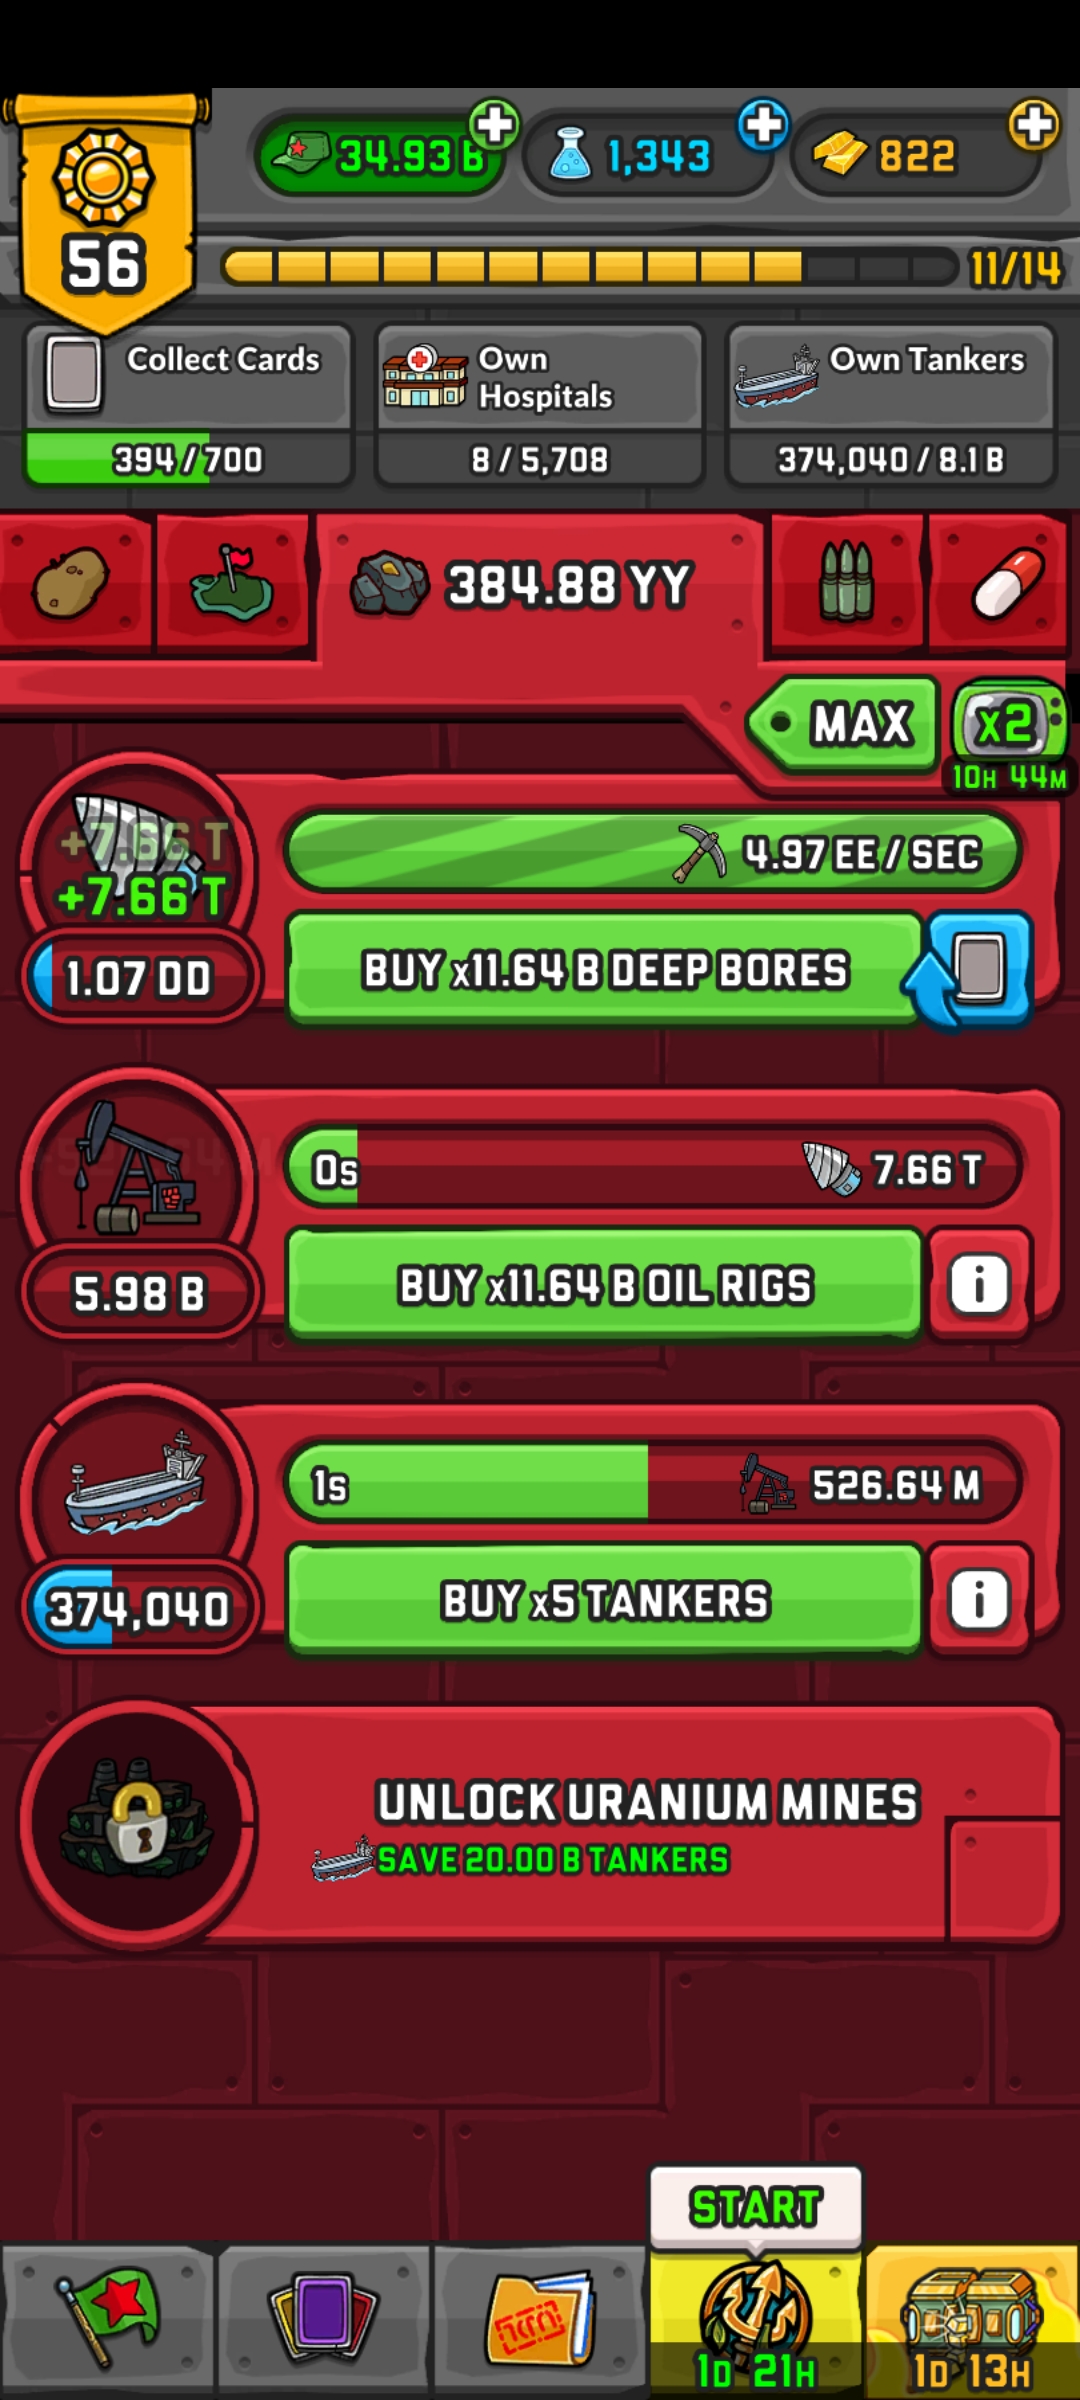 34.93 B
1,343
822
56
11/14
Collect Cards
394 / 700
Own Hospitals
8 / 5,708
Own Tankers
374,040 / 8.1 B
384.88 YY
MAX
x2
10H 44M
+7.66 T
+7.66 T
4.97 EE / SEC
1.07 DD
BUY x11.64 B DEEP BORES
0s
7.66 T
5.98 B
BUY x11.64 B OIL RIGS
i
1s
526.64 M
374,040
BUY x5 TANKERS
i
UNLOCK URANIUM MINES
SAVE 20.00 B TANKERS
START
1D 21H
1D 13H